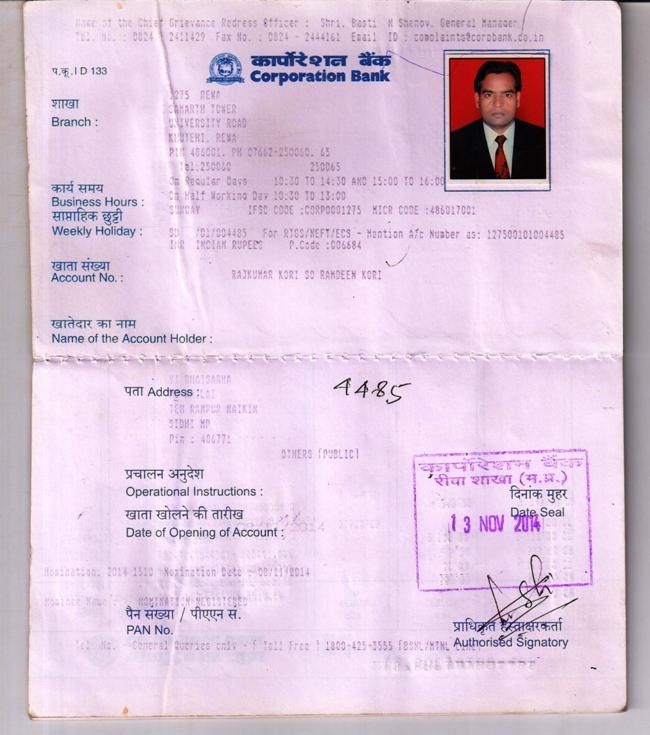 Name of the Chief Grievance Redress Officer : Shri. Basti M Shenoy. General Manager
Tel. No. : 0824 - 2411429 Fax No. : 0824 - 2444161 Email ID : complaints@corpbank.co.in
कार्पोरेशन बैंक
Corporation Bank
प.कू.I D 133
1275 REWA
शाखा
SAMARTH TOWER
Branch :
UNIVERSITY ROAD
KHUTEHI, REWA
PIN 486001. PH 07662-250060, 65
Tel.250060 250065
On Regular Days 10:30 TO 14:30 AND 15:00 TO 16:00
कार्य समय
Business Hours :
On Half Working Day 10:30 TO 13:00
साप्ताहिक छुट्टी
SUNDAY IFSC CODE :CORP0001275 MICR CODE :486017001
Weekly Holiday :
SB /01/004485 For RTGS/NEFT/ECS - Mention A/c Number as: 127500101004485
INR INDIAN RUPEES P.Code :006684
खाता संख्या
Account No. :
RAJKUMAR KORI SO RAMDEEN KORI
खातेदार का नाम
Name of the Account Holder :
पता Address :
4485
TEH RAMPUR NAIKIN
SIDHI MP
Pin : 486771
OTHERS (PUBLIC)
कार्पोरेशन बैंक
रीवा शाखा (म.प्र.)
प्रचालन अनुदेश
Operational Instructions :
दिनांक मुहर
Date Seal
13 NOV 2014
खाता खोलने की तारीख
Date of Opening of Account :
Nomination: 2014 1510 Nomination Date : 08/11/2014
Nominee Name : NOMINATION REGISTERED
पैन संख्या / पीएएन सं.
PAN No.
प्राधिकृत हस्ताक्षरकर्ता
Authorised Signatory
Tel. No - General Queries only - ( Toll Free ) 1800-425-3555 [BSNL/MTNL LINE]